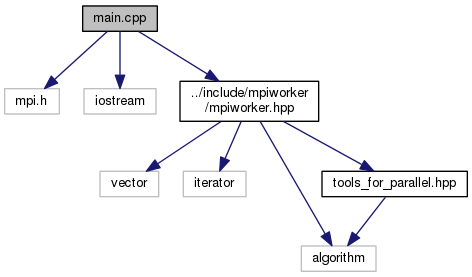 main.cpp
mpi.h
iostream
../include/mpiworker
/mpiworker.hpp
vector
iterator
tools_for_parallel.hpp
algorithm